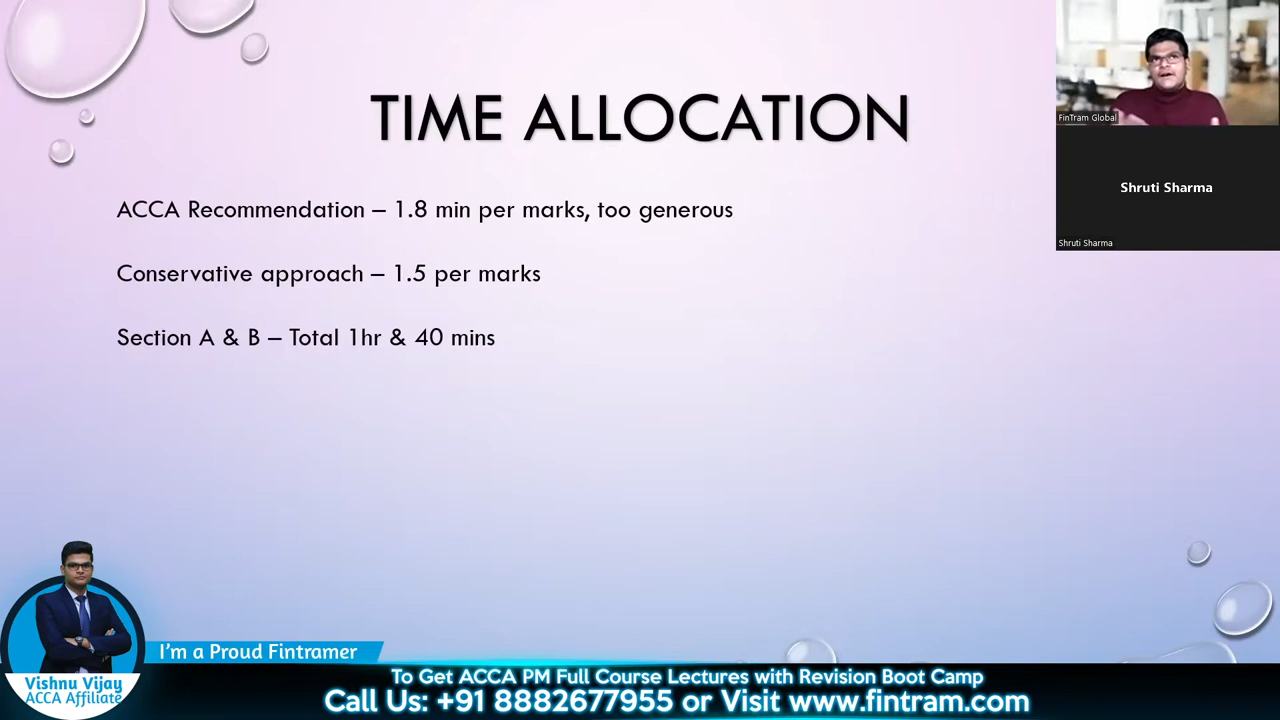 TIME ALLOCATION
ACCA Recommendation – 1.8 min per marks, too generous
Conservative approach – 1.5 per marks
Section A & B – Total 1hr & 40 mins
FinTram Global
Shruti Sharma
Shruti Sharma
I'm a Proud Fintramer
Vishnu Vijay
ACCA Affiliate
To Get ACCA PM Full Course Lectures with Revision Boot Camp
Call Us: +91 8882677955 or Visit www.fintram.com